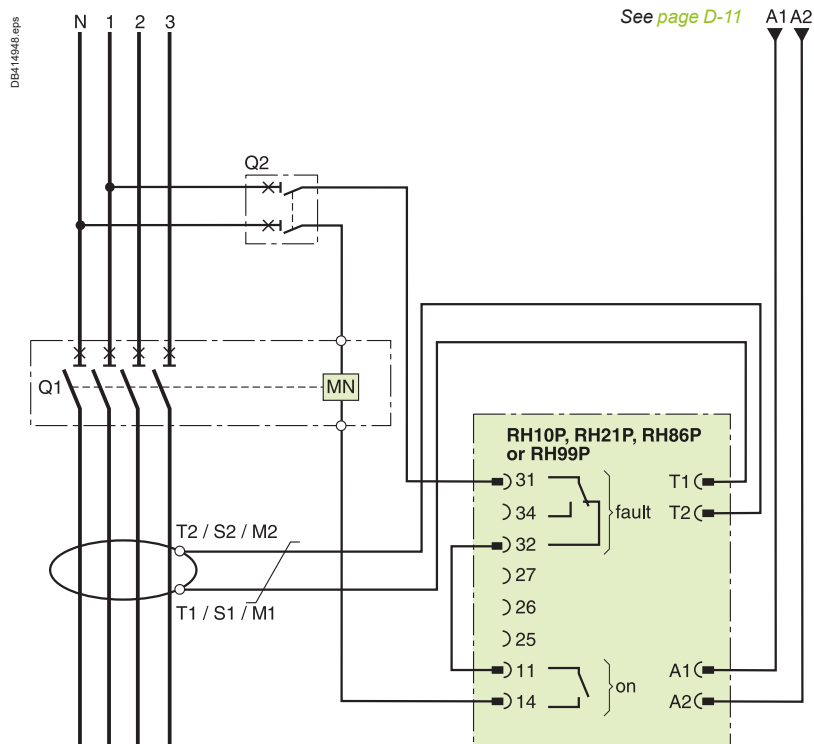 See page D-11
A1 A2
DB414948.eps
N 1 2 3
Q2
Q1
MN
RH10P, RH21P, RH86P
or RH99P
31
T1
34
fault
T2
32
T2 / S2 / M2
27
26
T1 / S1 / M1
25
11
A1
on
14
A2